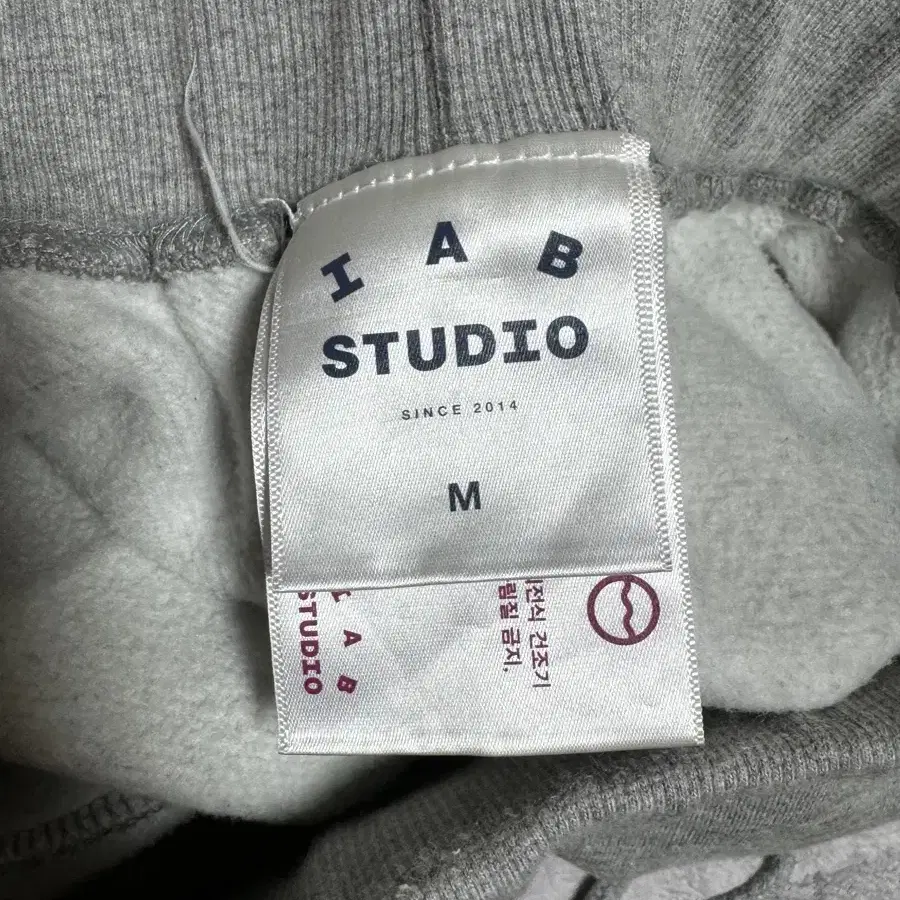 I A B
STUDIO
SINCE 2014
M
I A B
STUDIO
건조기
금지.